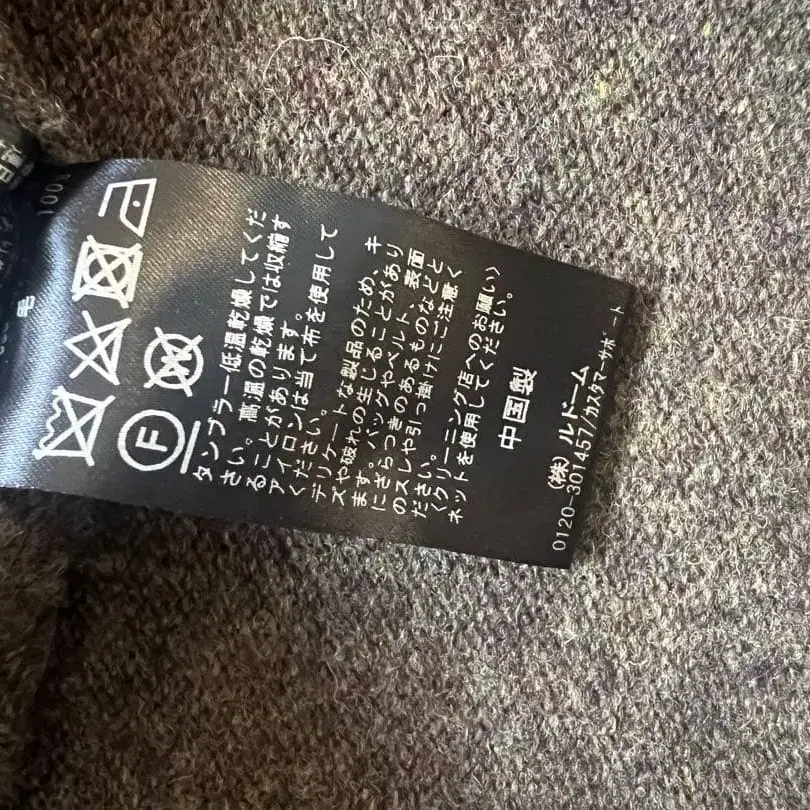 毛 100
F
タンブラー低温乾燥してくだ
さい。高温の乾燥では収縮す
ることがあります。
アイロンは当て布を使用して
ください。
デリケートな製品のため、キ
ズや破れの生じることがあり
ます。バッグやベルト、表面
にざらつきのあるものなどと
のスレや引っ掛けにご注意く
ださい。
〈クリーニング店へのお願い〉
ネットを使用してください。
中国製
(株)ルドーム
0120-301457/カスタマーサポート